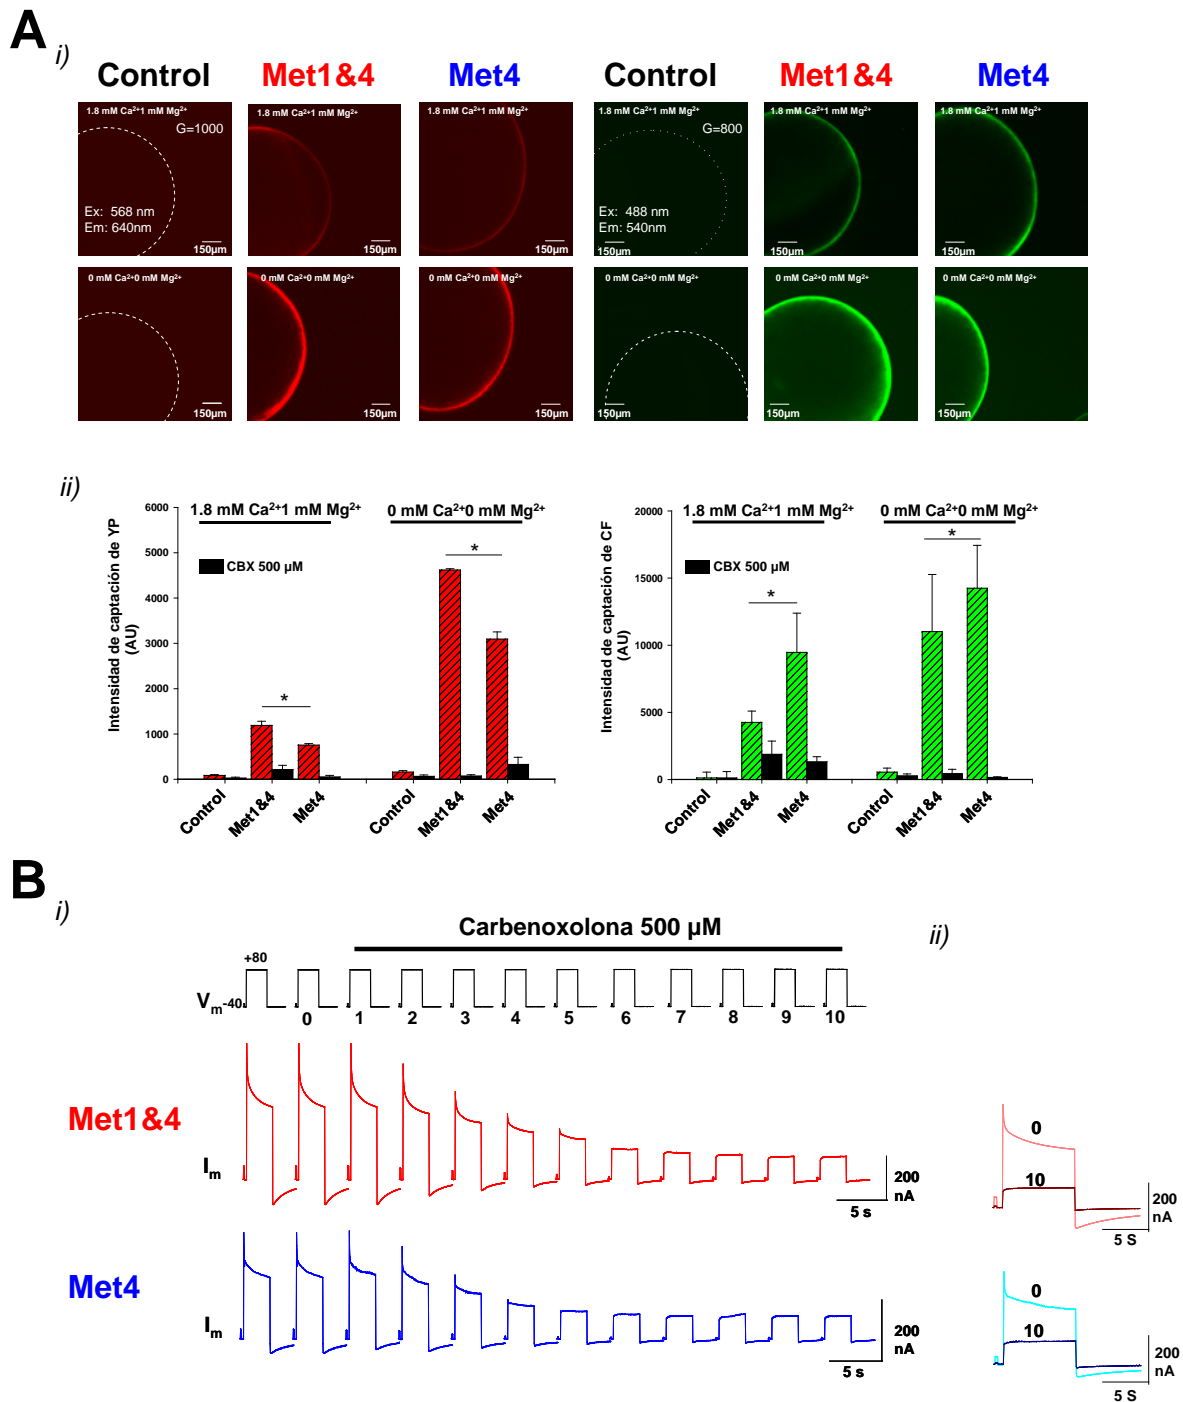 A
i)
Control Met1&4 Met4 Control Met1&4 Met4
1.8 mM Ca²⁺1 mM Mg²⁺ 1.8 mM Ca²⁺1 mM Mg²⁺ 1.8 mM Ca²⁺1 mM Mg²⁺ 1.8 mM Ca²⁺1 mM Mg²⁺ 1.8 mM Ca²⁺1 mM Mg²⁺ 1.8 mM Ca²⁺1 mM Mg²⁺
G=1000 G=800
Ex: 568 nm Ex: 488 nm
Em: 640nm Em: 540nm
150µm 150µm 150µm 150µm 150µm 150µm
0 mM Ca²⁺0 mM Mg²⁺ 0 mM Ca²⁺0 mM Mg²⁺ 0 mM Ca²⁺0 mM Mg²⁺ 0 mM Ca²⁺0 mM Mg²⁺ 0 mM Ca²⁺0 mM Mg²⁺ 0 mM Ca²⁺0 mM Mg²⁺
150µm 150µm 150µm 150µm 150µm 150µm
ii)
Intensidad de captación de YP
(AU)
6000
5000
4000
3000
2000
1000
0
1.8 mM Ca²⁺1 mM Mg²⁺ 0 mM Ca²⁺0 mM Mg²⁺
CBX 500 µM
* *
Control Met1&4 Met4 Control Met1&4 Met4
Intensidad de captación de CF
(AU)
20000
15000
10000
5000
0
1.8 mM Ca²⁺1 mM Mg²⁺ 0 mM Ca²⁺0 mM Mg²⁺
CBX 500 µM
* *
Control Met1&4 Met4 Control Met1&4 Met4
B
i)
Carbenoxolona 500 µM
+80
Vm-40
0 1 2 3 4 5 6 7 8 9 10
Met1&4
Im
200
nA
5 s
Met4
Im
200
nA
5 s
ii)
0
10
200
nA
5 S
0
10
200
nA
5 S